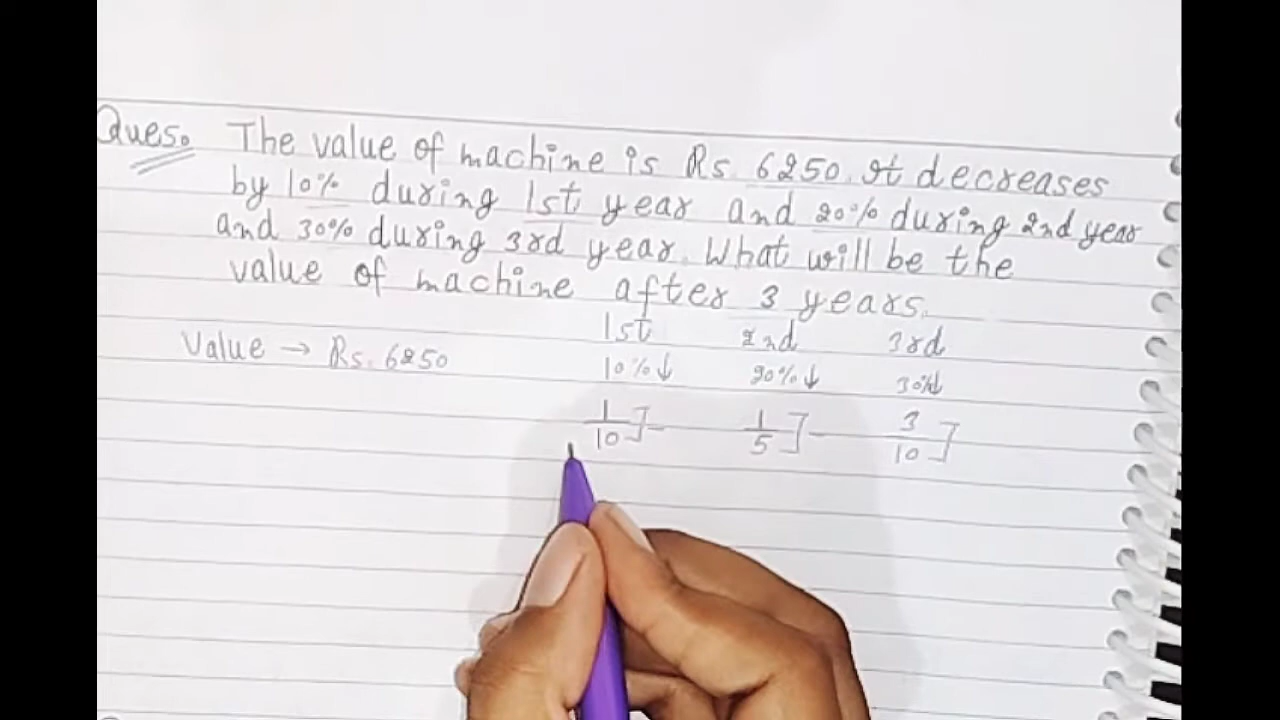 Ques. The value of machine is Rs. 6250. It decreases
by 10% during 1st year and 20% during 2nd year
and 30% during 3rd year. What will be the
value of machine after 3 years.
1st 2nd 3rd
Value → Rs. 6250
10%↓ 20%↓ 30%↓
1/10]- 1/5]- 3/10]